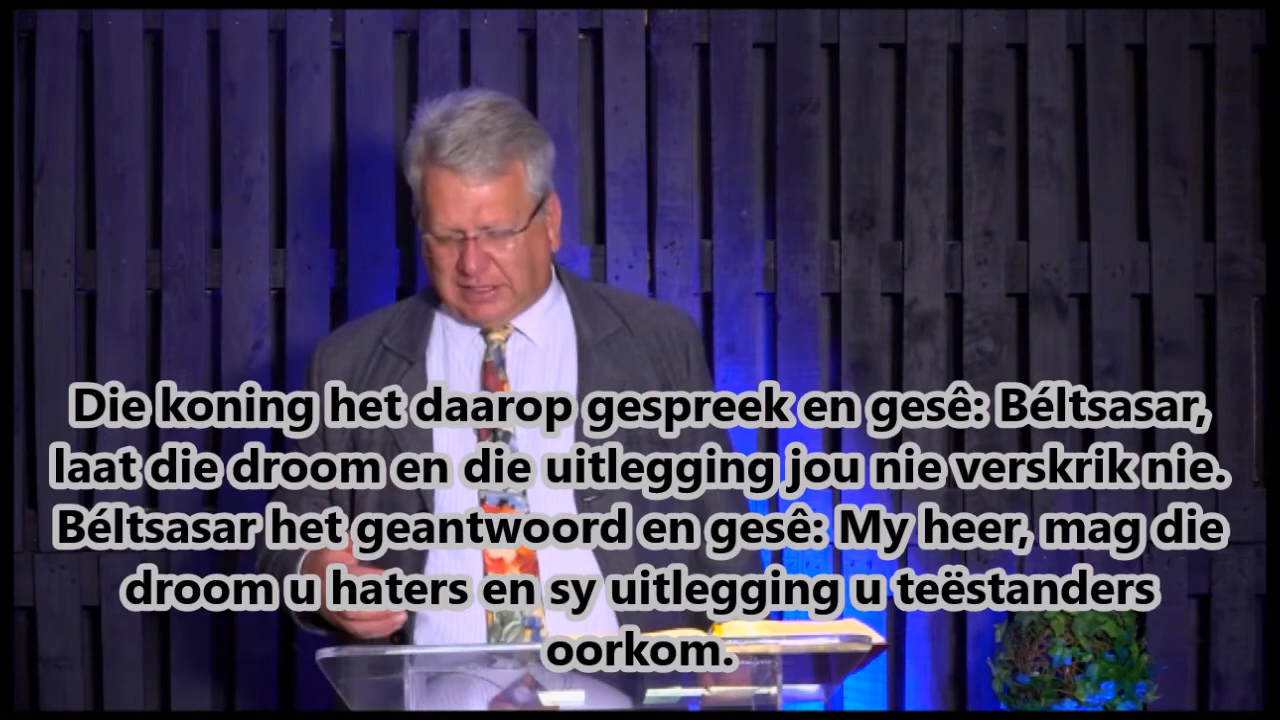 Die koning het daarop gespreek en gesê: Béltsasar,
laat die droom en die uitlegging jou nie verskrik nie.
Béltsasar het geantwoord en gesê: My heer, mag die
droom u haters en sy uitlegging u teëstanders
oorkom.